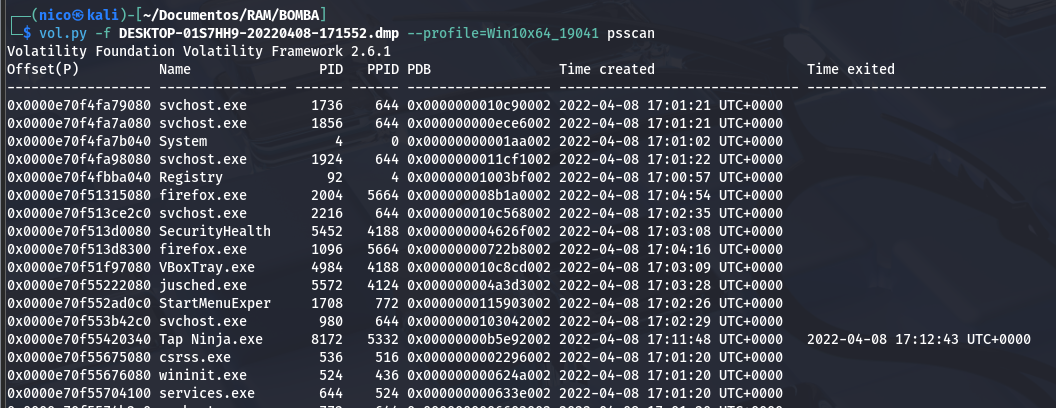 ┌──(nico㉿kali)-[~/Documentos/RAM/BOMBA]
└─$ vol.py -f DESKTOP-01S7HH9-20220408-171552.dmp --profile=Win10x64_19041 psscan
Volatility Foundation Volatility Framework 2.6.1
Offset(P)          Name                PID   PPID PDB                Time created                   Time exited
------------------ ---------------- ------ ------ ------------------ ------------------------------ ------------------------------
0x0000e70f4fa79080 svchost.exe        1736    644 0x0000000010c90002 2022-04-08 17:01:21 UTC+0000
0x0000e70f4fa7a080 svchost.exe        1856    644 0x000000000ece6002 2022-04-08 17:01:21 UTC+0000
0x0000e70f4fa7b040 System                4      0 0x00000000001aa002 2022-04-08 17:01:02 UTC+0000
0x0000e70f4fa98080 svchost.exe        1924    644 0x0000000011cf1002 2022-04-08 17:01:22 UTC+0000
0x0000e70f4fbba040 Registry             92      4 0x00000001003bf002 2022-04-08 17:00:57 UTC+0000
0x0000e70f51315080 firefox.exe        2004   5664 0x000000008b1a0002 2022-04-08 17:04:54 UTC+0000
0x0000e70f513ce2c0 svchost.exe        2216    644 0x000000010c568002 2022-04-08 17:02:35 UTC+0000
0x0000e70f513d0080 SecurityHealth     5452   4188 0x000000004626f002 2022-04-08 17:03:08 UTC+0000
0x0000e70f513d8300 firefox.exe        1096   5664 0x00000000722b8002 2022-04-08 17:04:16 UTC+0000
0x0000e70f51f97080 VBoxTray.exe       4984   4188 0x000000010c8cd002 2022-04-08 17:03:09 UTC+0000
0x0000e70f55222080 jusched.exe        5572   4124 0x000000004a3d3002 2022-04-08 17:03:28 UTC+0000
0x0000e70f552ad0c0 StartMenuExper     1708    772 0x0000000115903002 2022-04-08 17:02:26 UTC+0000
0x0000e70f553b42c0 svchost.exe         980    644 0x0000000103042002 2022-04-08 17:02:29 UTC+0000
0x0000e70f55420340 Tap Ninja.exe      8172   5332 0x00000000b5e92002 2022-04-08 17:11:48 UTC+0000   2022-04-08 17:12:43 UTC+0000
0x0000e70f55675080 csrss.exe           536    516 0x0000000002296002 2022-04-08 17:01:20 UTC+0000
0x0000e70f55676080 wininit.exe         524    436 0x000000000624a002 2022-04-08 17:01:20 UTC+0000
0x0000e70f55704100 services.exe        644    524 0x000000000633e002 2022-04-08 17:01:20 UTC+0000